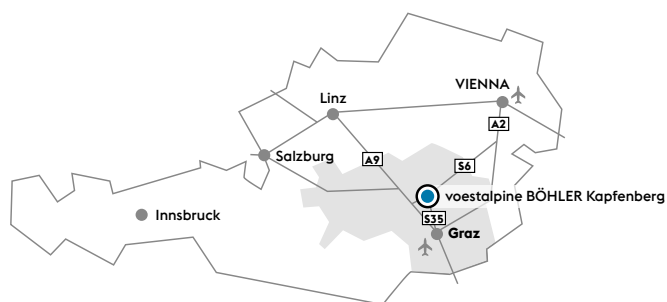 VIENNA
Linz
A2
Salzburg
A9
S6
voestalpine BÖHLER Kapfenberg
Innsbruck
S35
Graz